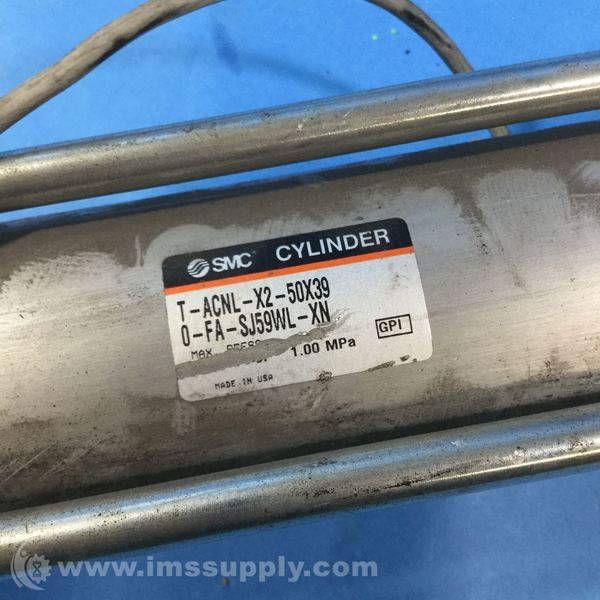 SMC CYLINDER
T-ACNL-X2-50X39
0-FA-SJ59WL-XN
MAX. 1.00 MPa
GPI
MADE IN USA
www.imssupply.com